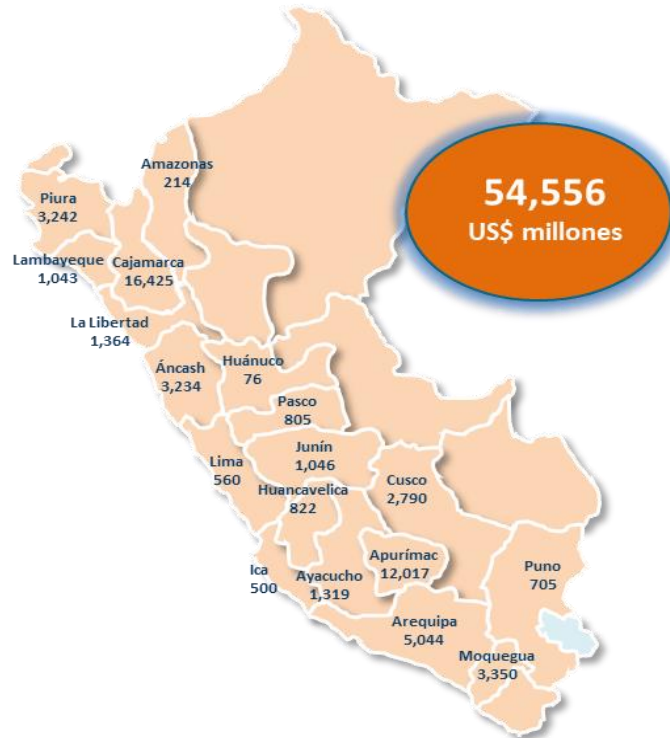 Amazonas
214
54,556
US$ millones
Piura
3,242
Lambayeque
1,043
Cajamarca
16,425
La Libertad
1,364
Áncash
3,234
Huánuco
76
Pasco
805
Junín
1,046
Lima
560
Huancavelica
822
Cusco
2,790
Ica
500
Ayacucho
1,319
Apurímac
12,017
Puno
705
Arequipa
5,044
Moquegua
3,350